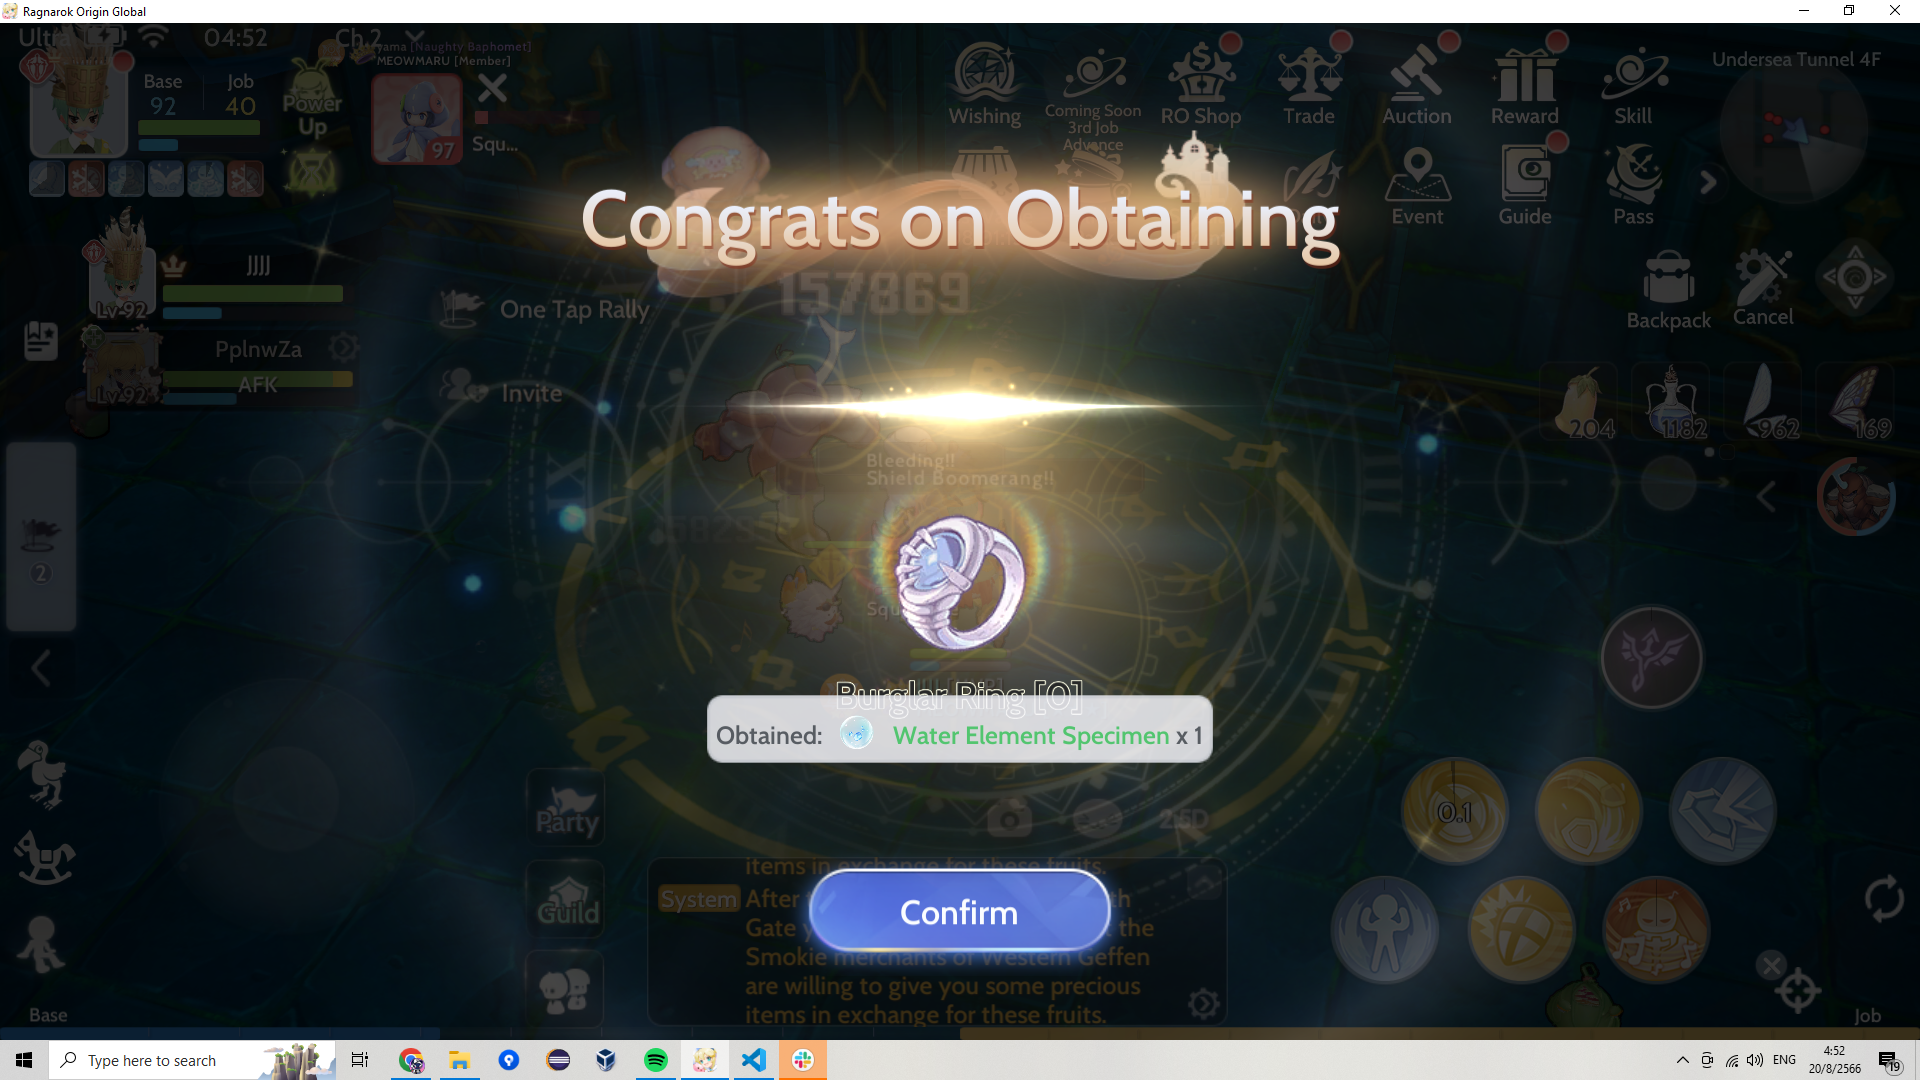 Ragnarok Origin Global
Ultra
04:52
Ch.2
yama [Naughty Baphomet]
MEOWMARU [Member]
Base
92
Job
40
Power
Up
97
Squ...
Wishing
Coming Soon
3rd Job
Advance
RO Shop
Trade
Auction
Reward
Skill
Event
Guide
Pass
Undersea Tunnel 4F
Congrats on Obtaining
157869
JJJJ
Lv.92
PplnwZa
AFK
Lv.92
One Tap Rally
Invite
Backpack
Cancel
204
1182
962
169
Bleeding!!
Shield Boomerang!!
2
Burglar Ring [0]
Obtained: Water Element Specimen x 1
0.1
2.5D
Party
Guild
items in exchange for these fruits.
System
After
th
Gate
the
Smokie merchants of Western Geffen
are willing to give you some precious
items in exchange for these fruits.
Confirm
Base
Job
Type here to search
ENG
4:52
20/8/2566
19